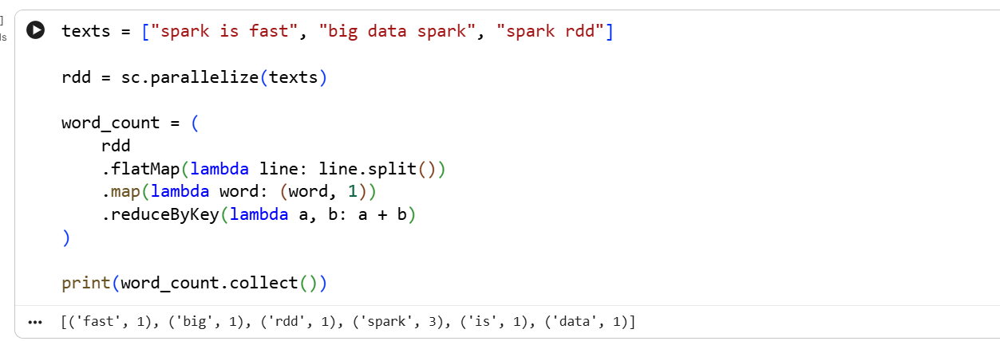 ]
ls
texts = ["spark is fast", "big data spark", "spark rdd"]
rdd = sc.parallelize(texts)
word_count = (
    rdd
    .flatMap(lambda line: line.split())
    .map(lambda word: (word, 1))
    .reduceByKey(lambda a, b: a + b)
)
print(word_count.collect())
[('fast', 1), ('big', 1), ('rdd', 1), ('spark', 3), ('is', 1), ('data', 1)]